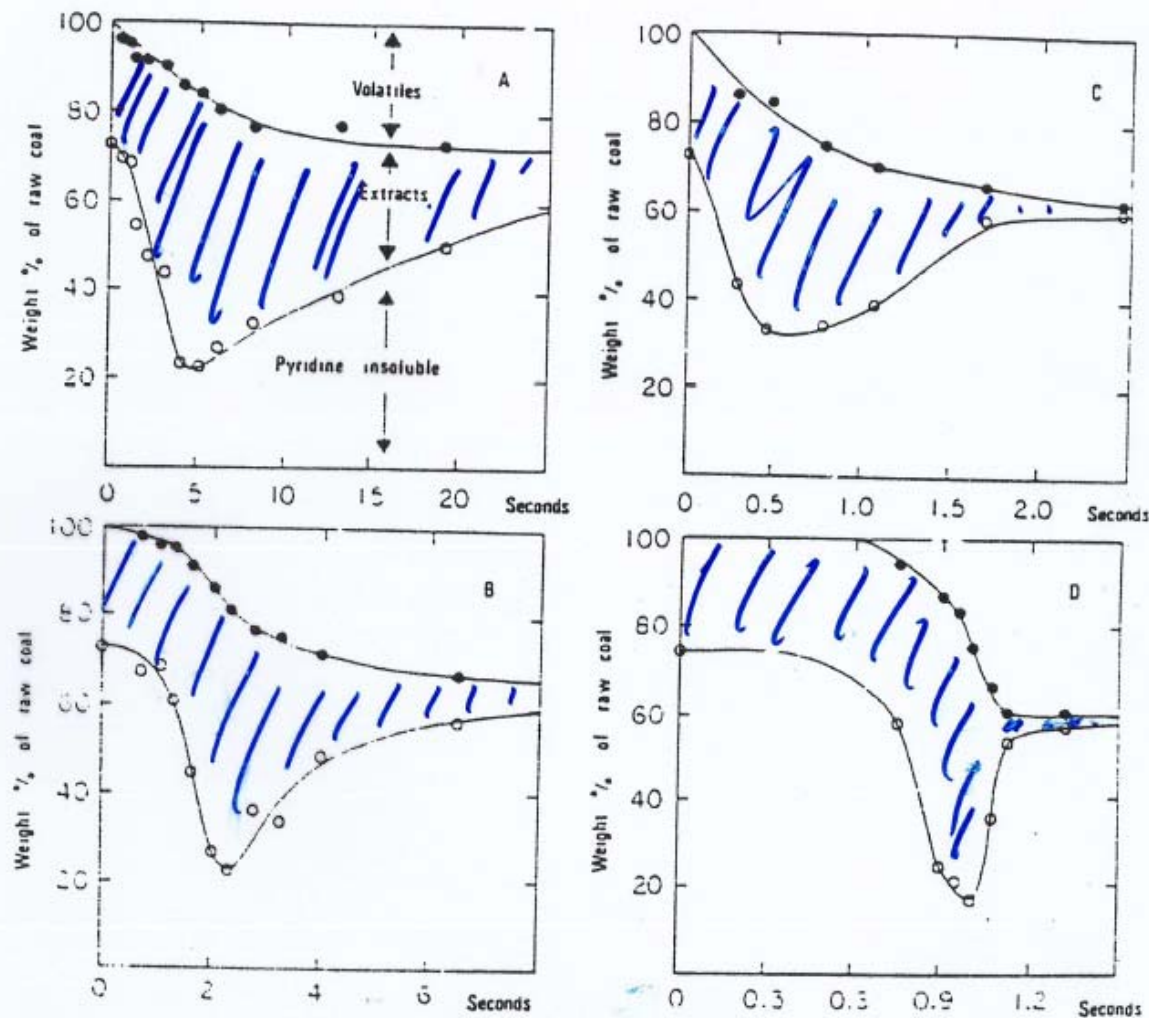 100
80
60
40
20
Weight % of raw coal
A
Volatiles
Extracts
Pyridine insoluble
0 5 10 15 20 Seconds
100
80
60
40
20
0
Weight % of raw coal
C
0 0.5 1.0 1.5 2.0 Seconds
100
80
40
Weight % of raw coal
B
0 2 4 6 Seconds
100
80
60
40
20
0
Weight % of raw coal
D
0 0.3 0.9 1.2 Seconds